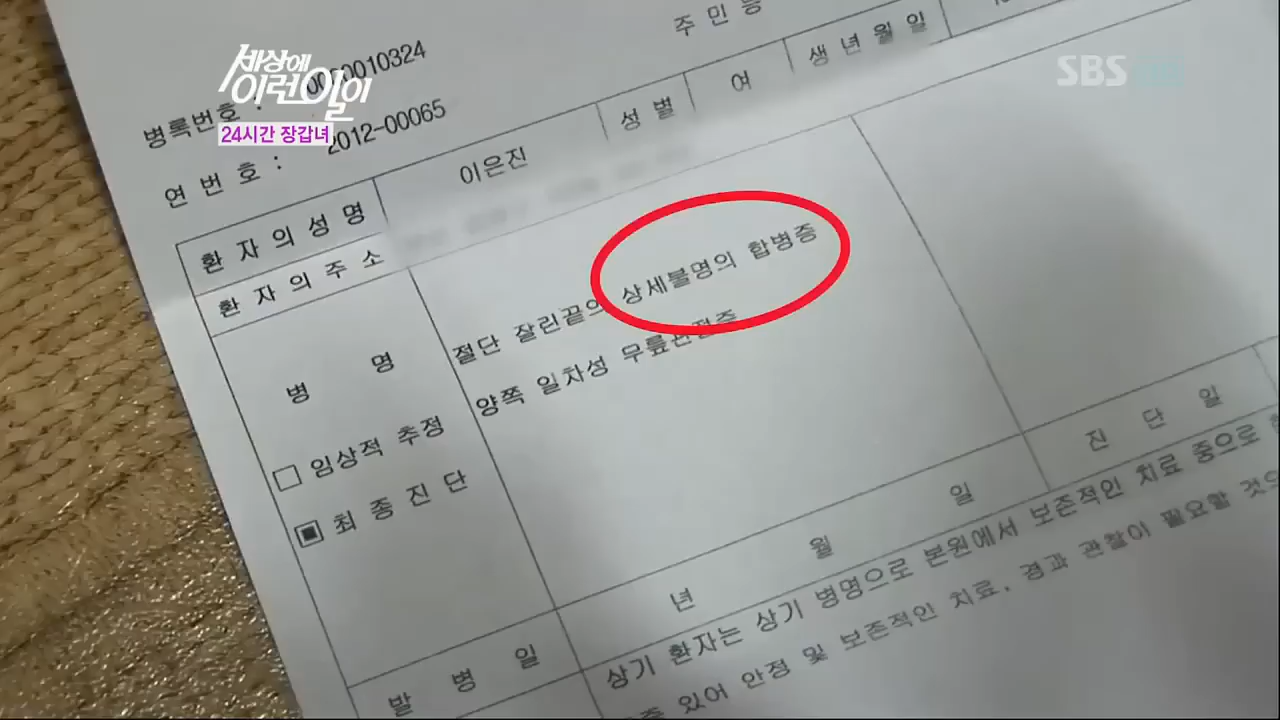 세상에
이런일이
24시간 장갑녀
SBS
주 민 등
병록번호 : 0000010324
연 번 호 : 2012-00065
환 자 의 성 명 이은진 성 별 여 생 년 월 일
환 자 의 주 소
병 명
절단 잘린끝의 상세불명의 합병증
양쪽 일차성 무릎관절증
□ 임상적 추정
▣ 최 종 진 단
발 병 일 년 월 일 진 단 일
상기 환자는 상기 병명으로 본원에서 보존적인 치료 중으로
있어 안정 및 보존적인 치료, 경과 관찰이 필요할 것으